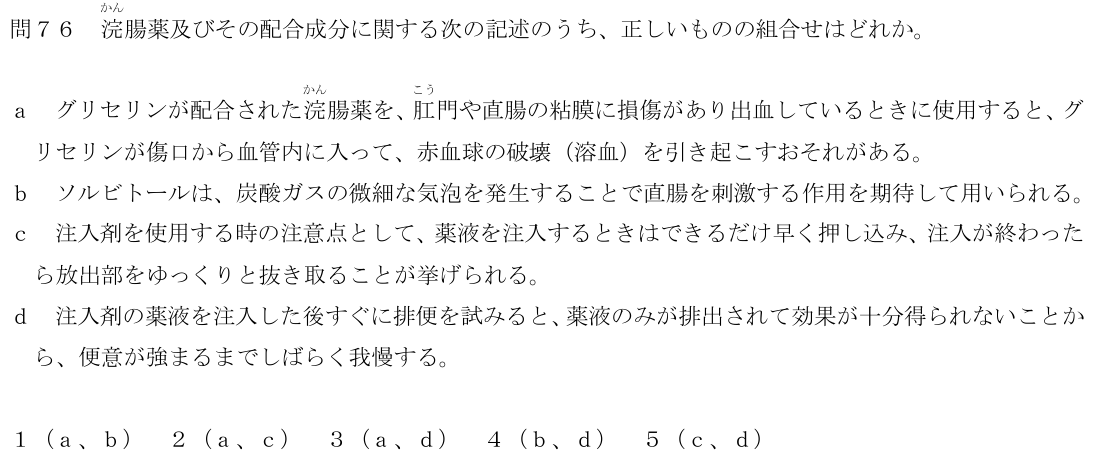 問７６　浣腸薬及びその配合成分に関する次の記述のうち、正しいものの組合せはどれか。
ａ　グリセリンが配合された浣腸薬を、肛門や直腸の粘膜に損傷があり出血しているときに使用すると、グ
リセリンが傷口から血管内に入って、赤血球の破壊（溶血）を引き起こすおそれがある。
ｂ　ソルビトールは、炭酸ガスの微細な気泡を発生することで直腸を刺激する作用を期待して用いられる。
ｃ　注入剤を使用する時の注意点として、薬液を注入するときはできるだけ早く押し込み、注入が終わった
ら放出部をゆっくりと抜き取ることが挙げられる。
ｄ　注入剤の薬液を注入した後すぐに排便を試みると、薬液のみが排出されて効果が十分得られないことか
ら、便意が強まるまでしばらく我慢する。
１（ａ、ｂ）　２（ａ、ｃ）　３（ａ、ｄ）　４（ｂ、ｄ）　５（ｃ、ｄ）